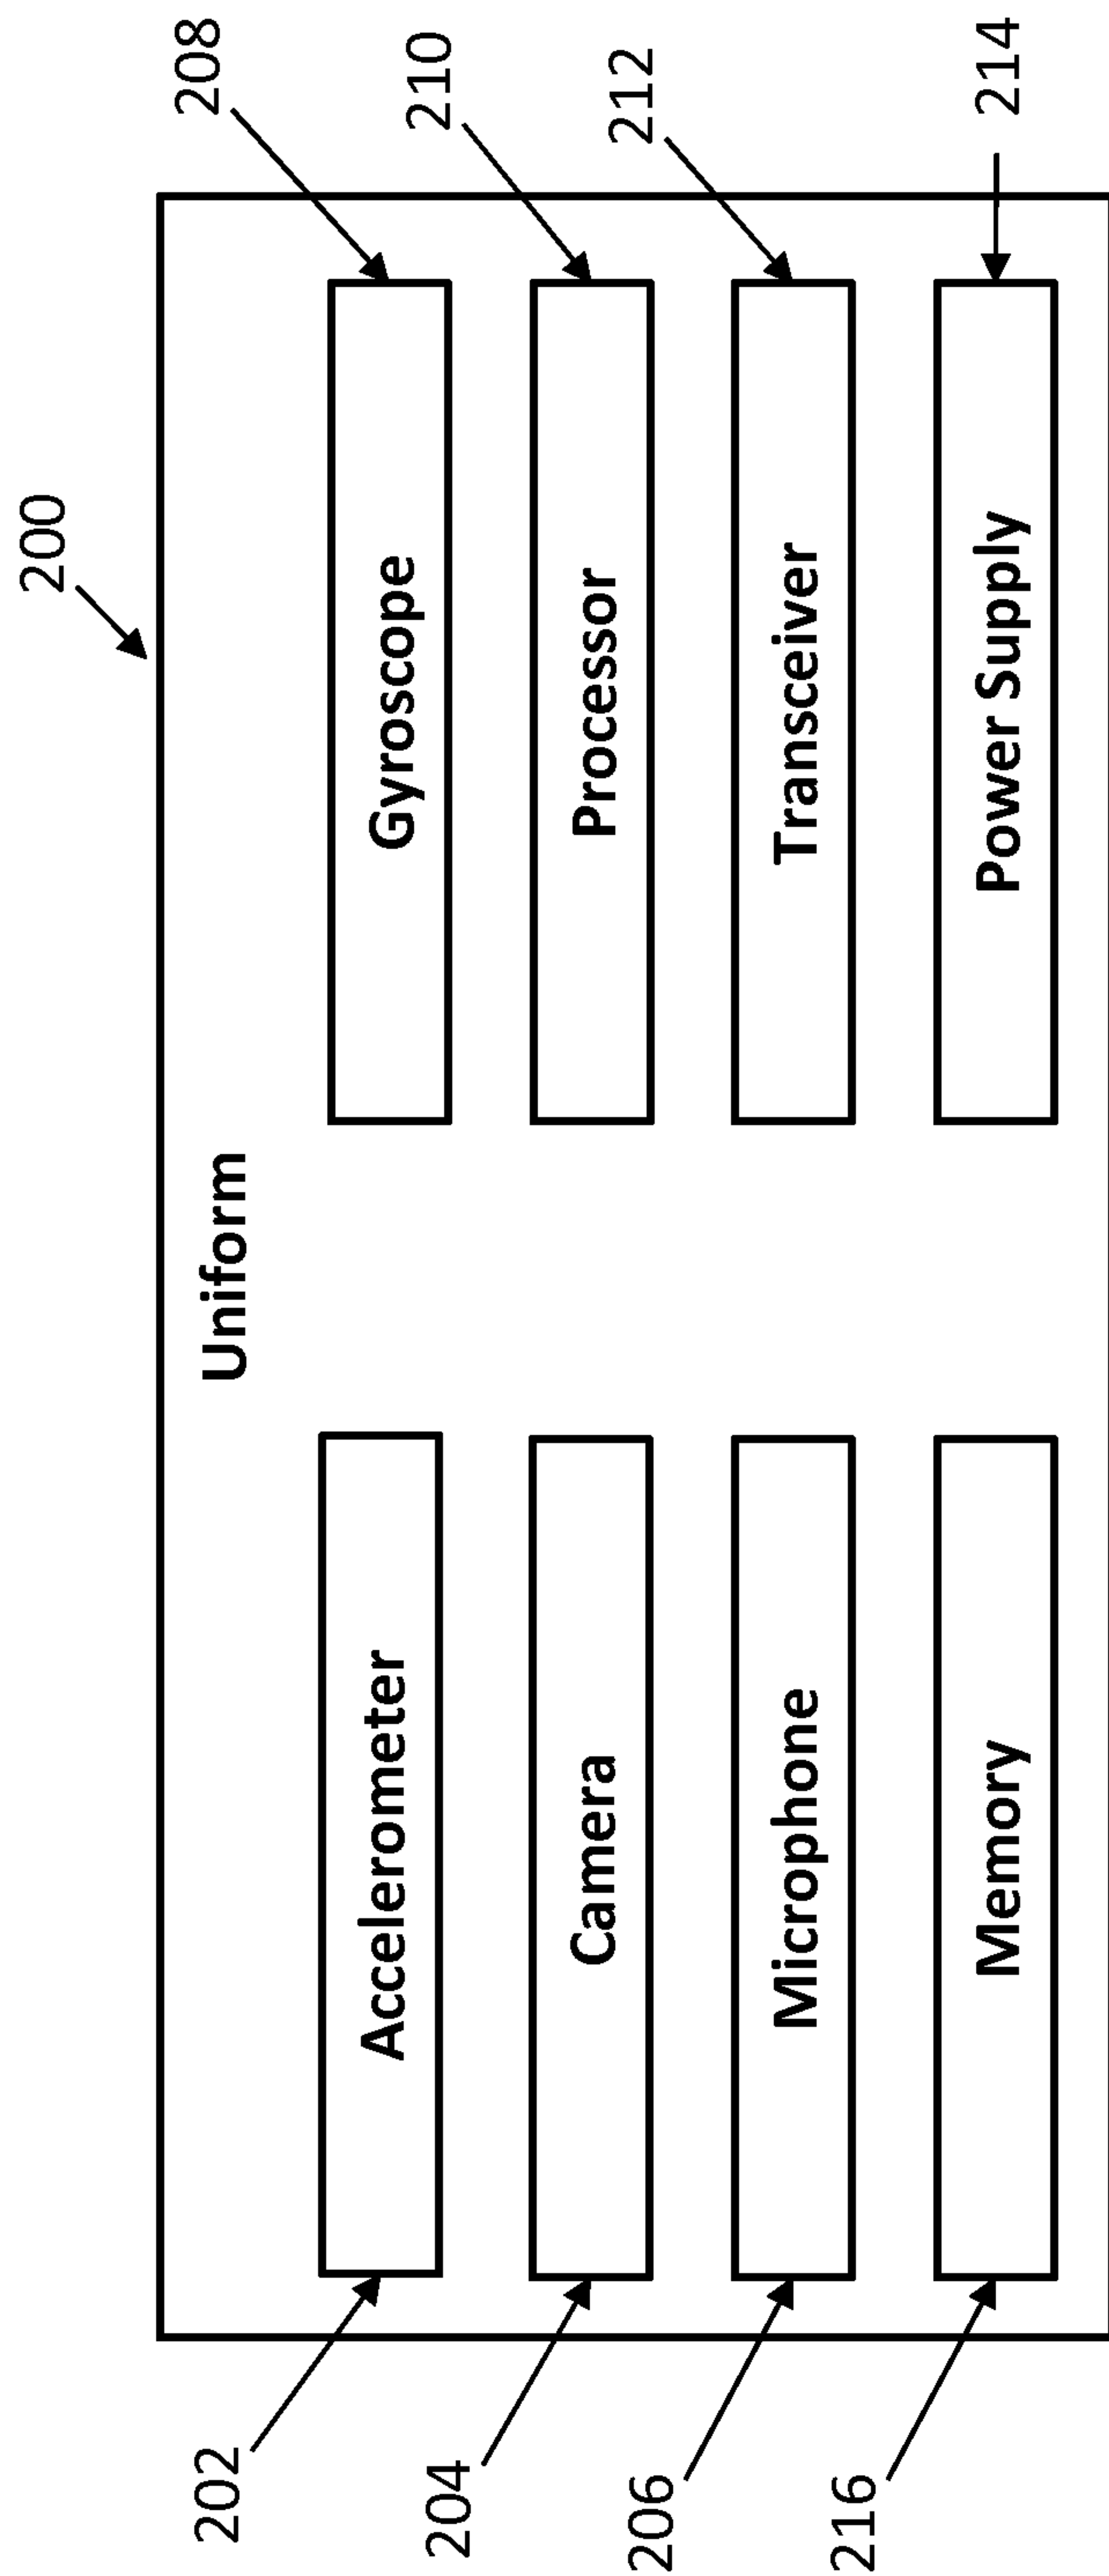 200
Uniform
202
Accelerometer
Gyroscope
208
204
Camera
Processor
210
206
Microphone
Transceiver
212
216
Memory
Power Supply
214